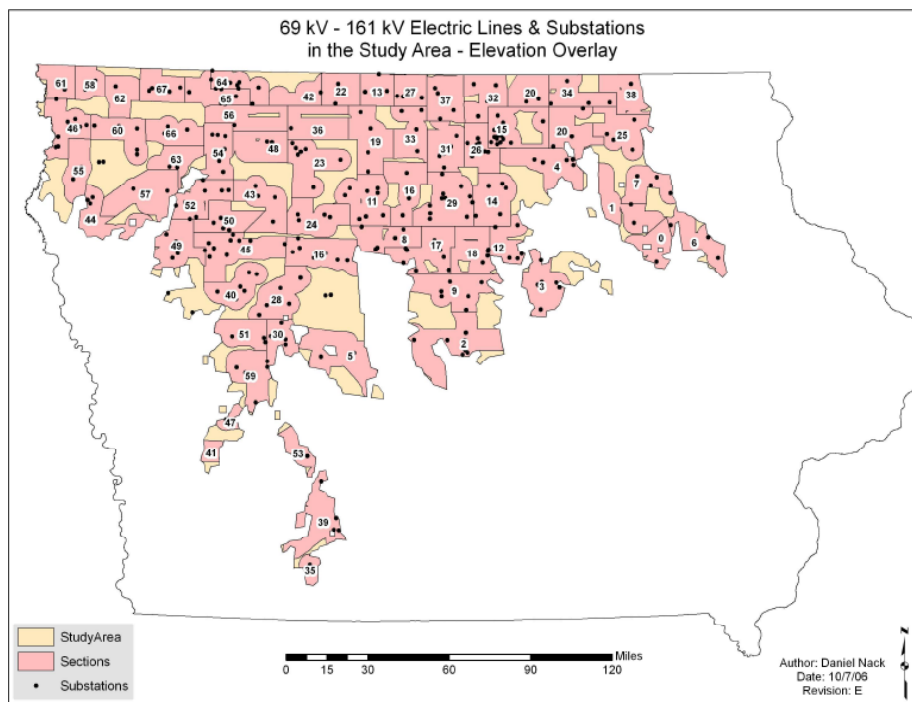 69 kV - 161 kV Electric Lines & Substations
in the Study Area - Elevation Overlay
61 58 62 67 64 65 42 22 13 27 37 32 20 34 38
56
46 60 66 54 48 36 19 33 31 26 15 20 25
23
63 4
55 57 43 11 16 29 14 7
52 1
44 50 24
49 45 16 8 17 18 12 0 6
40 28 9 3
51 30 2
5
59
47
41 53
39
35
StudyArea
Sections
Substations
Miles
0 7.5 15 30 60 90 120
N
Author: Daniel Nack
Date: 10/7/06
Revision: E